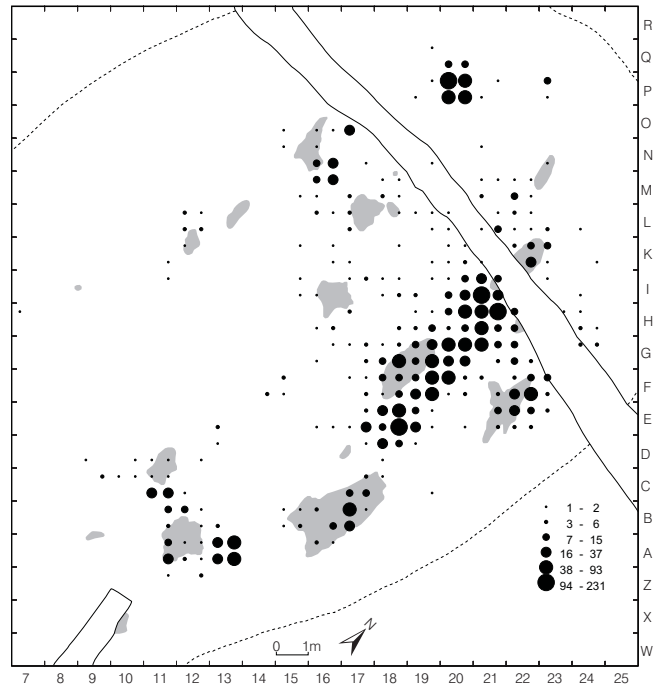 R
Q
P
O
N
M
L
K
I
H
G
F
E
D
C
B
A
Z
X
W
1 - 2
3 - 6
7 - 15
16 - 37
38 - 93
94 - 231
N
0 1m
7 8 9 10 11 12 13 14 15 16 17 18 19 20 21 22 23 24 25